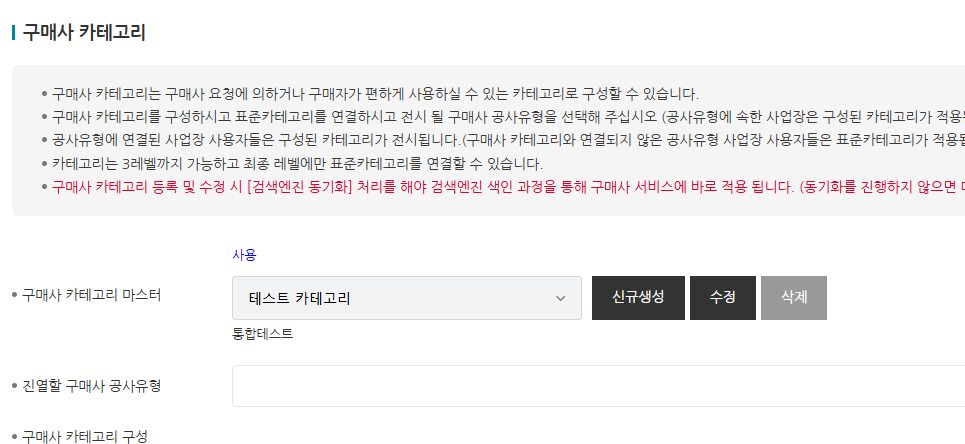 구매사 카테고리
구매사 카테고리는 구매사 요청에 의하거나 구매자가 편하게 사용하실 수 있는 카테고리로 구성할 수 있습니다.
구매사 카테고리를 구성하시고 표준카테고리를 연결하시고 전시 될 구매사 공사유형을 선택해 주십시오 (공사유형에 속한 사업장은 구성된 카테고리가
공사유형에 연결된 사업장 사용자들은 구성된 카테고리가 전시됩니다.(구매사 카테고리와 연결되지 않은 공사유형 사업장 사용자들은 표준카테고리가
카테고리는 3레벨까지 가능하고 최종 레벨에만 표준카테고리를 연결할 수 있습니다.
구매사 카테고리 등록 및 수정 시 [검색엔진 동기화] 처리를 해야 검색엔진 색인 과정을 통해 구매사 서비스에 바로 적용 됩니다. (동기화를 진행하지 않으면
사용
구매사 카테고리 마스터
테스트 카테고리
신규생성
수정
삭제
통합테스트
진열할 구매사 공사유형
구매사 카테고리 구성